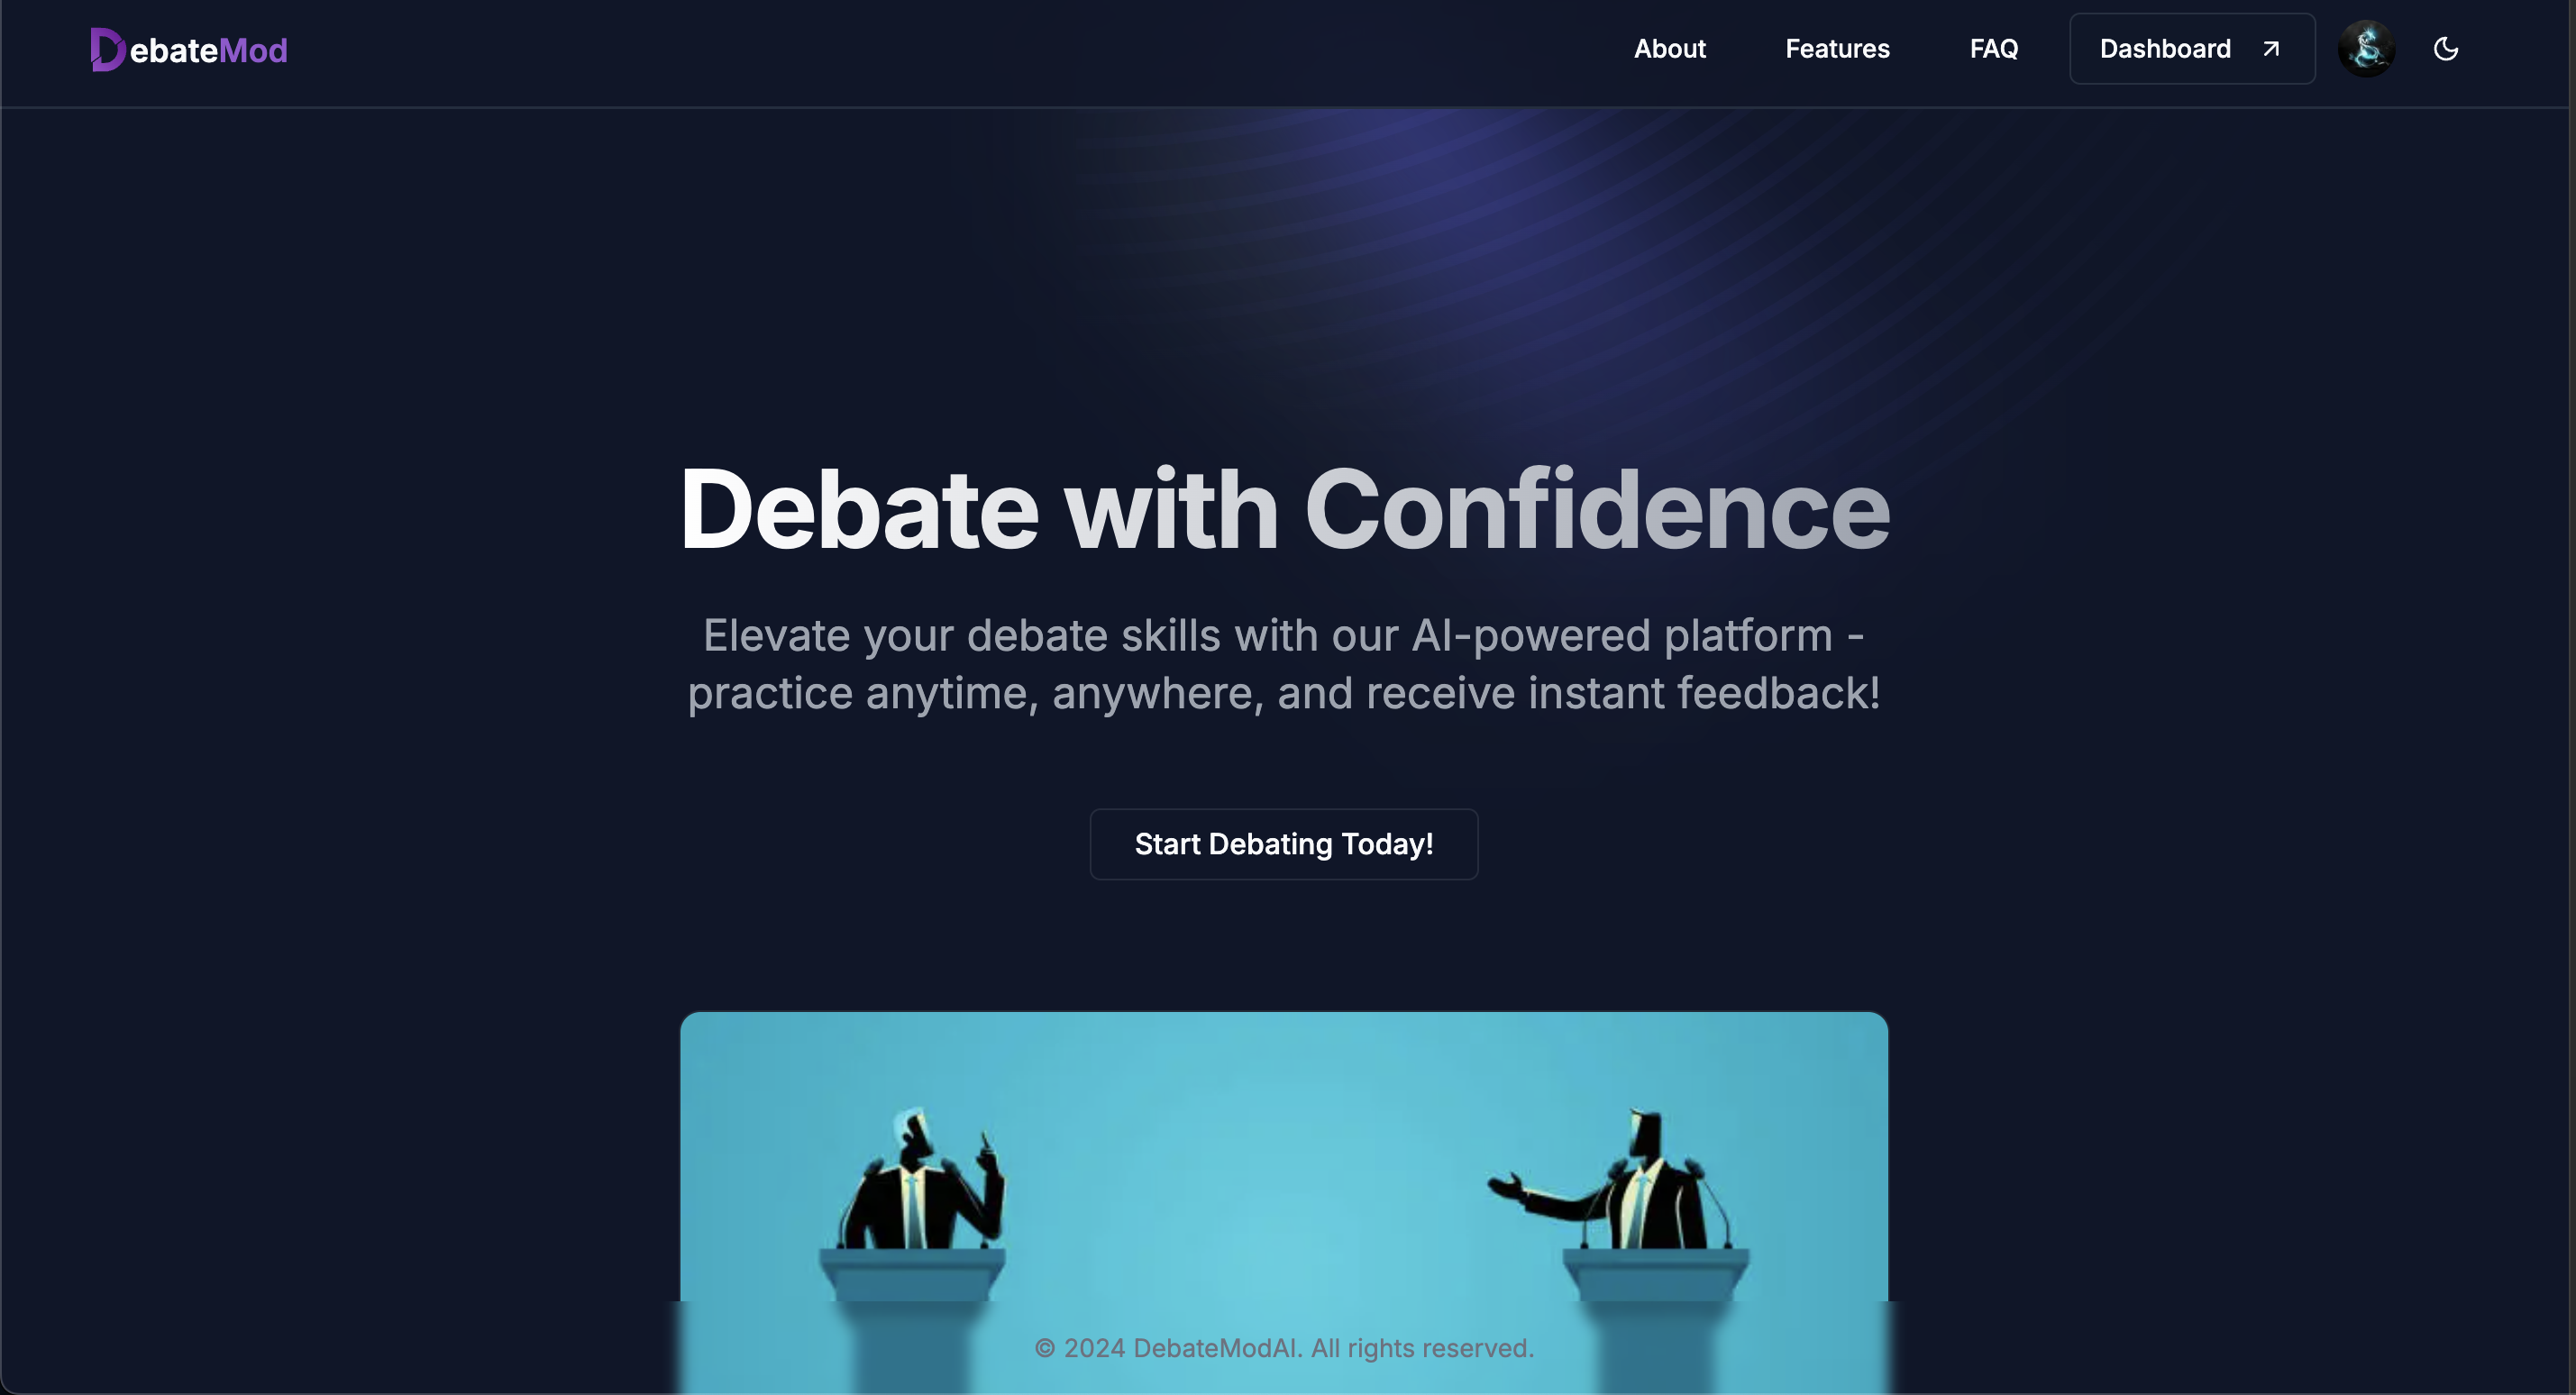 DebateMod
About
Features
FAQ
Dashboard
Debate with Confidence
Elevate your debate skills with our AI-powered platform -
practice anytime, anywhere, and receive instant feedback!
Start Debating Today!
© 2024 DebateModAI. All rights reserved.